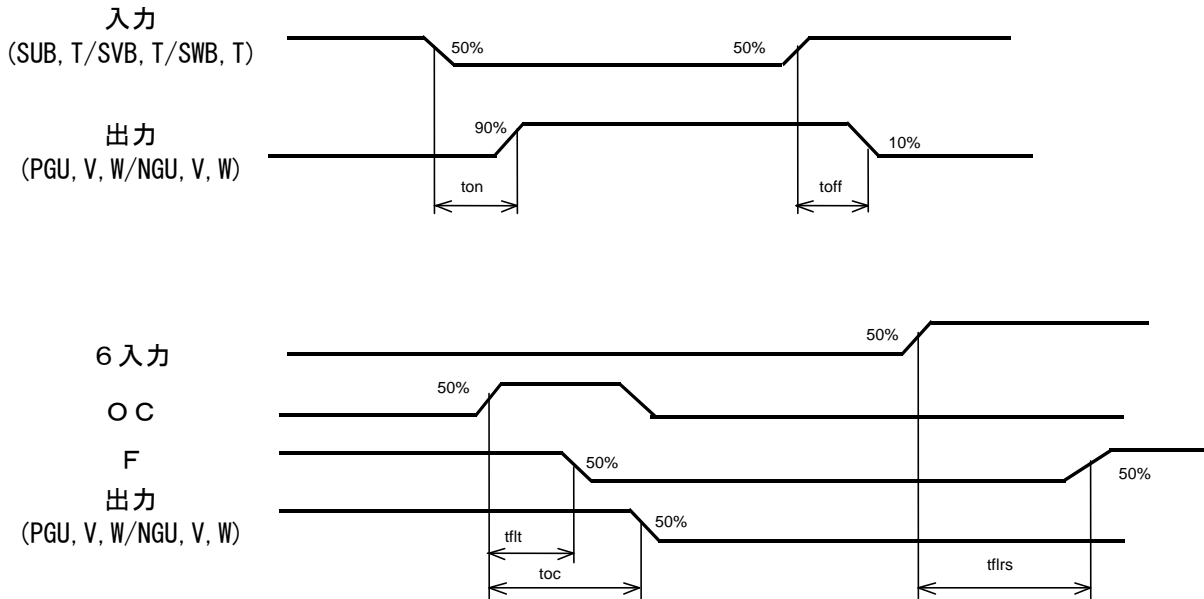 入力
(SUB, T/SVB, T/SWB, T)
50%
50%
出力
(PGU, V, W/NGU, V, W)
90%
10%
ton
toff
６入力
50%
ＯＣ
50%
Ｆ
50%
50%
出力
(PGU, V, W/NGU, V, W)
50%
tflt
toc
tflrs